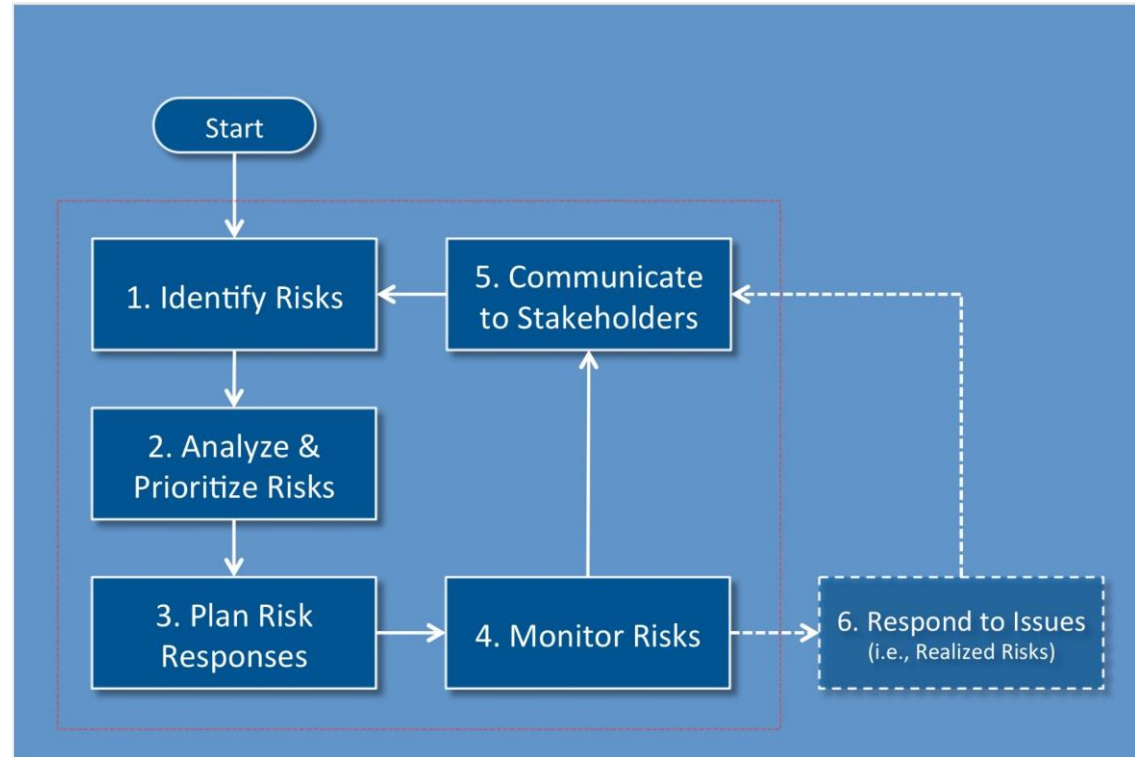 Start
1. Identify Risks
2. Analyze &
Prioritize Risks
3. Plan Risk
Responses
4. Monitor Risks
5. Communicate
to Stakeholders
6. Respond to Issues
(i.e., Realized Risks)